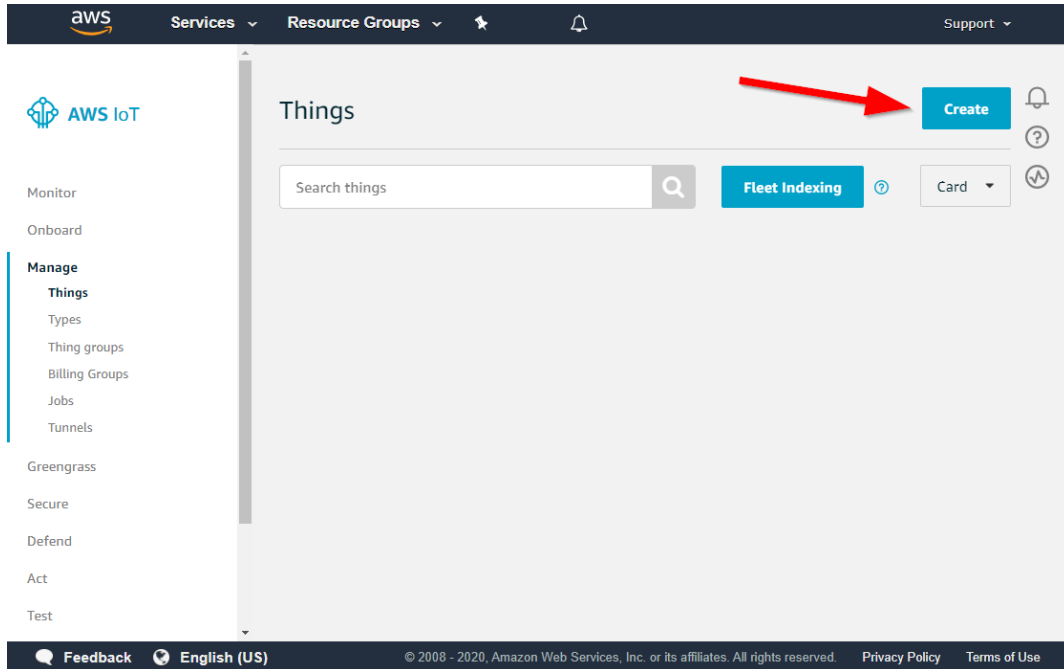 aws Services Resource Groups Support
AWS IoT
Monitor
Onboard
Manage
Things
Types
Thing groups
Billing Groups
Jobs
Tunnels
Greengrass
Secure
Defend
Act
Test
Things Create
Search things Fleet Indexing Card
Feedback English (US) © 2008 - 2020, Amazon Web Services, Inc. or its affiliates. All rights reserved. Privacy Policy Terms of Use